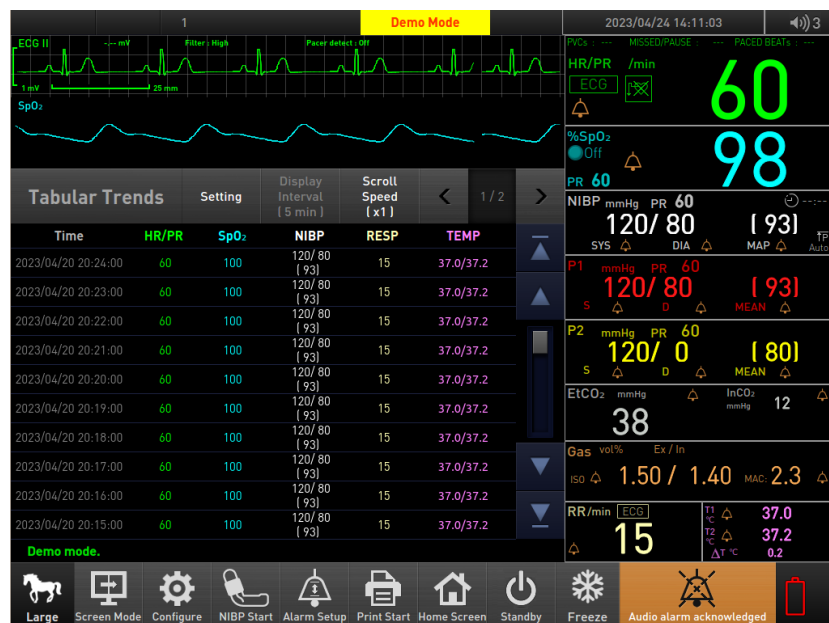 1 Demo Mode 2023/04/24 14:11:03 3
ECG II -.-- mV Filter : High Pacer detect : Off
1 mV 25 mm
SpO₂
PVCs : --- MISSED/PAUSE : --- PACED BEATs : ---
HR/PR /min
ECG
60
%SpO₂
Off
98
PR 60
Tabular Trends Setting Display Interval ( 5 min ) Scroll Speed ( x1 ) < 1 / 2 >
Time HR/PR SpO₂ NIBP RESP TEMP
2023/04/20 20:24:00 60 100 120/ 80 ( 93) 15 37.0/37.2
2023/04/20 20:23:00 60 100 120/ 80 ( 93) 15 37.0/37.2
2023/04/20 20:22:00 60 100 120/ 80 ( 93) 15 37.0/37.2
2023/04/20 20:21:00 60 100 120/ 80 ( 93) 15 37.0/37.2
2023/04/20 20:20:00 60 100 120/ 80 ( 93) 15 37.0/37.2
2023/04/20 20:19:00 60 100 120/ 80 ( 93) 15 37.0/37.2
2023/04/20 20:18:00 60 100 120/ 80 ( 93) 15 37.0/37.2
2023/04/20 20:17:00 60 100 120/ 80 ( 93) 15 37.0/37.2
2023/04/20 20:16:00 60 100 120/ 80 ( 93) 15 37.0/37.2
2023/04/20 20:15:00 60 100 120/ 80 ( 93) 15 37.0/37.2
Demo mode.
NIBP mmHg PR 60 --:--
120/ 80 ( 93)
SYS DIA MAP Auto
P1 mmHg PR 60
120/ 80 ( 93)
S D MEAN
P2 mmHg PR 60
120/ 0 ( 80)
S D MEAN
EtCO₂ mmHg InCO₂ mmHg 12
38
Gas vol% Ex / In
ISO 1.50 / 1.40 MAC: 2.3
RR/min ECG
15
T1 °C 37.0
T2 °C 37.2
ΔT °C 0.2
Large Screen Mode Configure NIBP Start Alarm Setup Print Start Home Screen Standby Freeze Audio alarm acknowledged